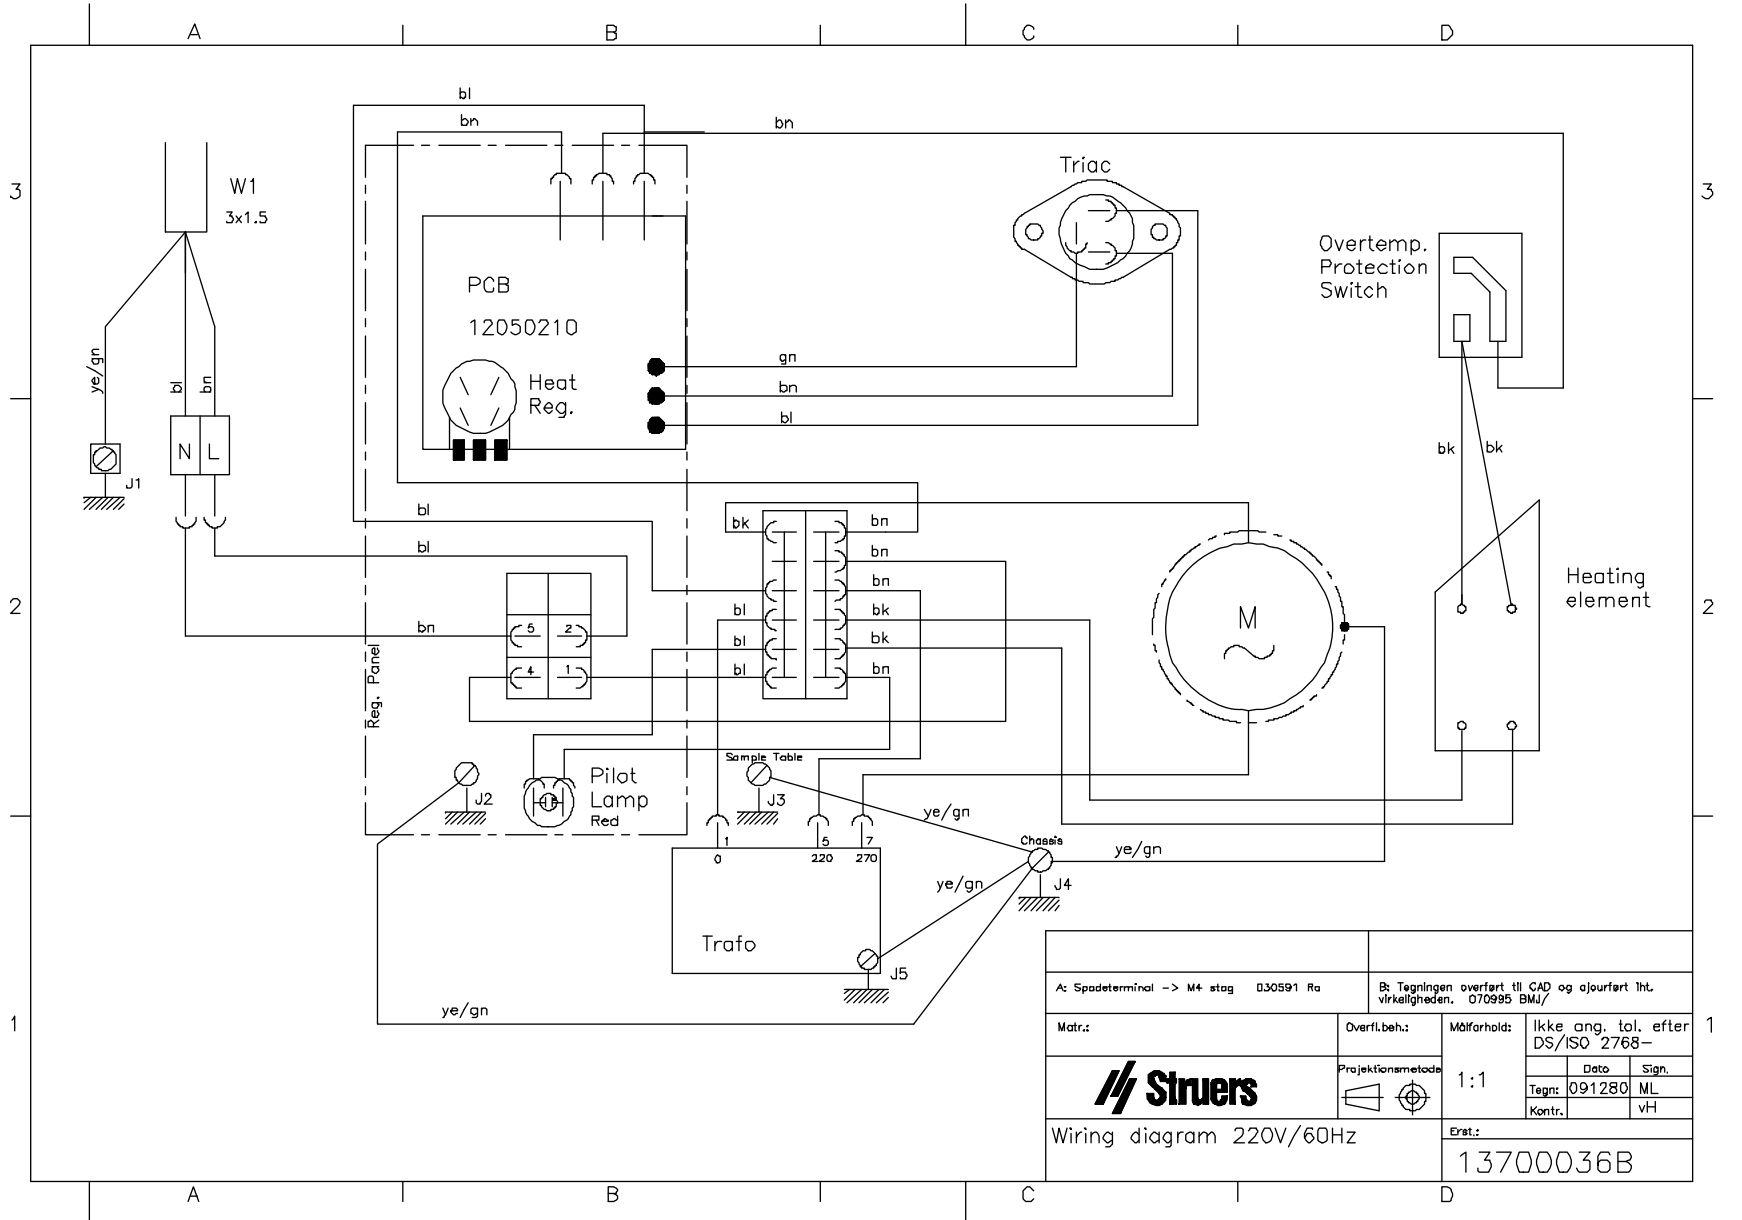 A B C D
bl
bn
bn
Triac
3
3
W1
3x1.5
Overtemp.
Protection
Switch
PCB
12050210
ye/gn
bl
bn
gn
bn
bl
Heat
Reg.
N L
J1
bk
bk
bl
bl
bn
bk
bn
bn
bn
bl
bk
bl
bk
bl
bn
5 2
4 1
M
Heating
element
2
2
Reg. Panel
Sample Table
J2
Pilot
Lamp
Red
J3
ye/gn
Chassis
ye/gn
J4
ye/gn
1 5 7
0 220 270
Trafo
J5
ye/gn
1
1
A: Spadeterminal -> M4 stag 030591 Ra
B: Tegningen overført til CAD og ajourført iht.
virkeligheden. 070995 BMJ/
Matr.:
Overfl.beh.:
Målforhold:
1:1
Ikke ang. tol. efter
DS/ISO 2768-
Struers
Projektionsmetode
Dato Sign.
Tegn: 091280 ML
Kontr. vH
Wiring diagram 220V/60Hz
Erst.:
13700036B
A B C D